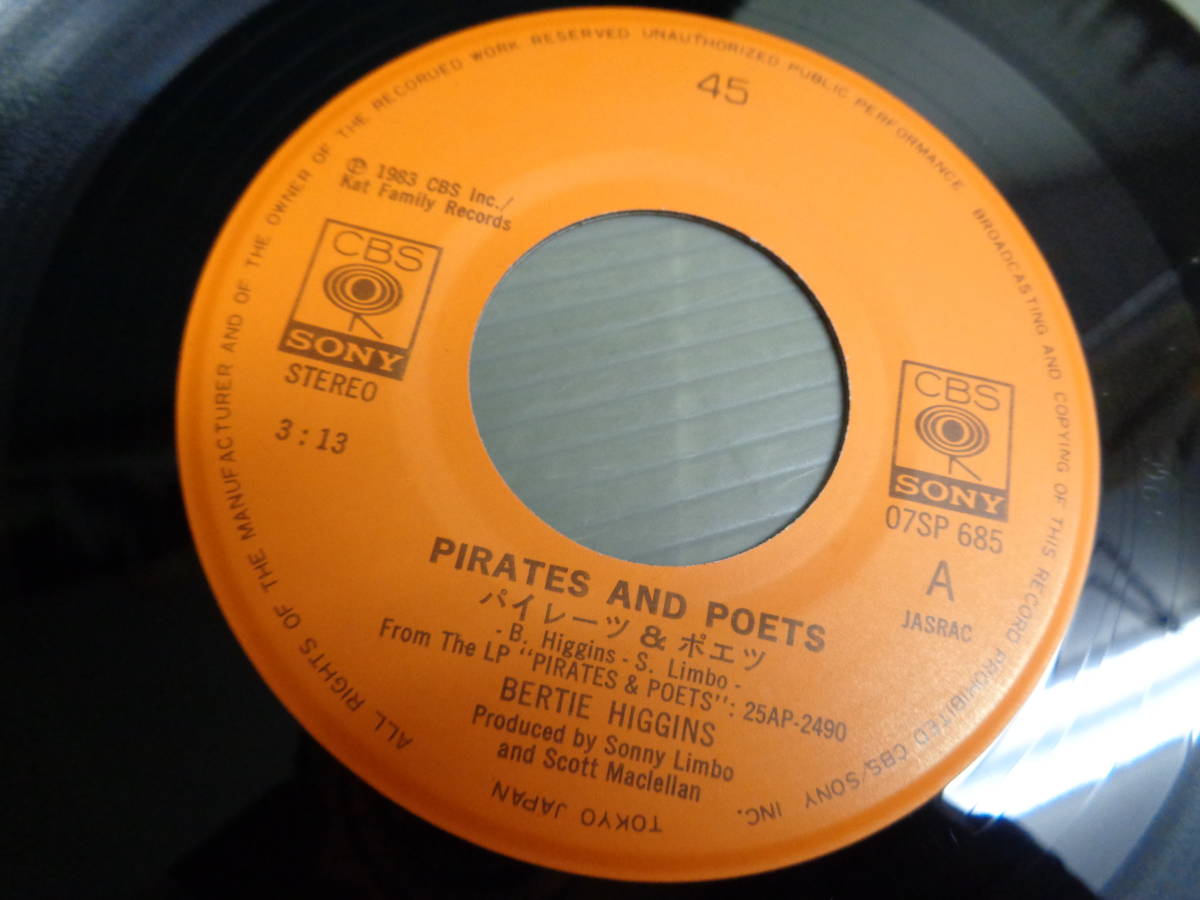 45
ALL RIGHTS OF THE MANUFACTURER AND OF THE OWNER OF THE RECORDED WORK RESERVED UNAUTHORIZED PUBLIC PERFORMANCE BROADCASTING AND COPYING OF THIS RECORD PROHIBITED CBS/SONY INC. TOKYO JAPAN
℗ 1983 CBS Inc./
Kat Family Records
CBS
SONY
STEREO
3:13
CBS
SONY
07SP 685
A
JASRAC
PIRATES AND POETS
パイレーツ & ポエツ
- B. Higgins - S. Limbo -
From The LP "PIRATES & POETS": 25AP-2490
BERTIE HIGGINS
Produced by Sonny Limbo
and Scott Maclellan